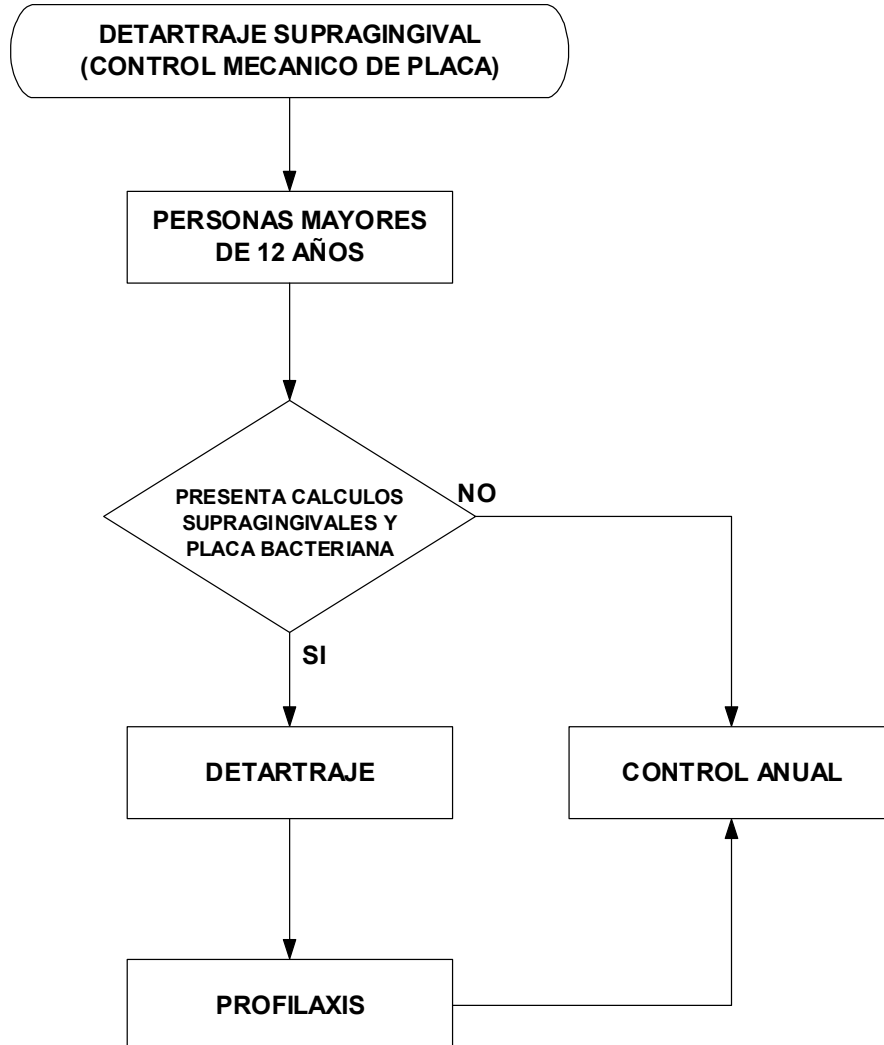 DETARTRAJE SUPRAGINGIVAL
(CONTROL MECANICO DE PLACA)
PERSONAS MAYORES
DE 12 AÑOS
PRESENTA CALCULOS
SUPRAGINGIVALES Y
PLACA BACTERIANA
NO
SI
DETARTRAJE
CONTROL ANUAL
PROFILAXIS